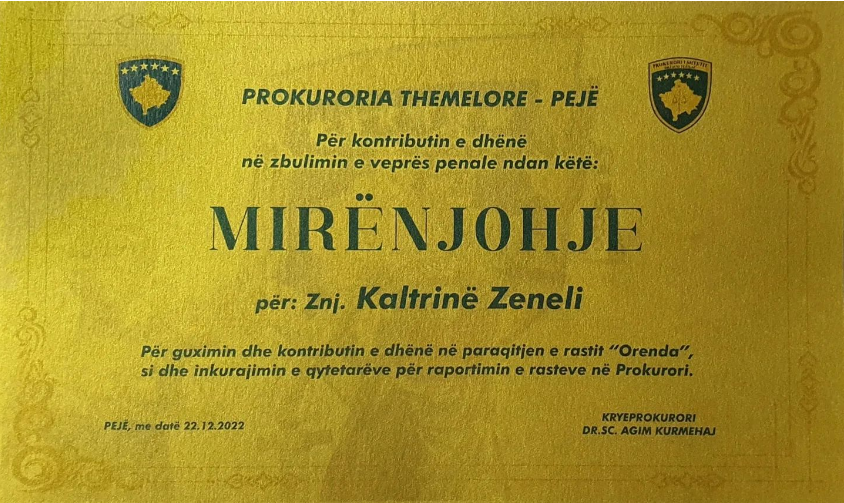 PROKURORIA THEMELORE - PEJË
Për kontributin e dhënë
në zbulimin e veprës penale ndan këtë:
MIRËNJOHJE
për: Znj. Kaltrinë Zeneli
Për guximin dhe kontributin e dhënë në paraqitjen e rastit “Orenda”,
si dhe inkurajimin e qytetarëve për raportimin e rasteve në Prokurori.
PEJË, me datë 22.12.2022
KRYEPROKURORI
DR.SC. AGIM KURMEHAJ